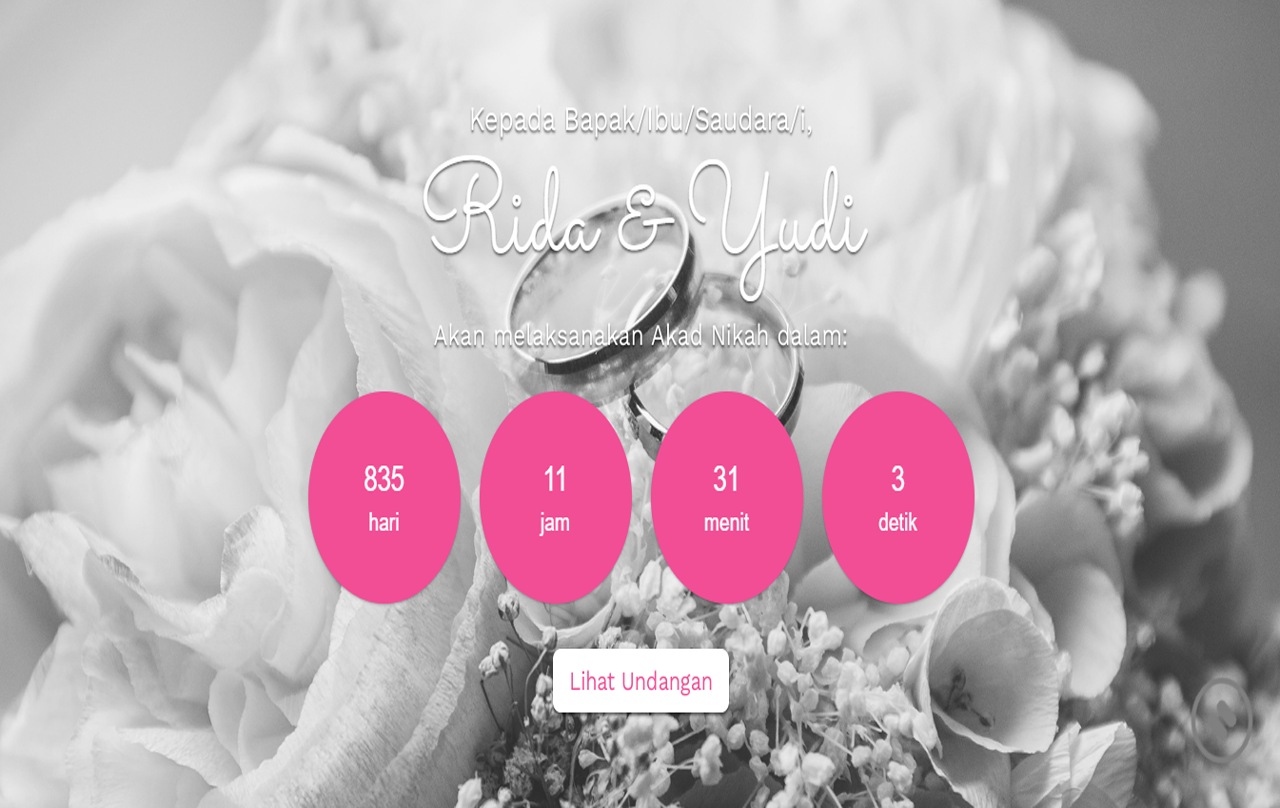 Kepada Bapak/Ibu/Saudara/i,
Rida & Yudi
Akan melaksanakan Akad Nikah dalam:
835
hari
11
jam
31
menit
3
detik
Lihat Undangan